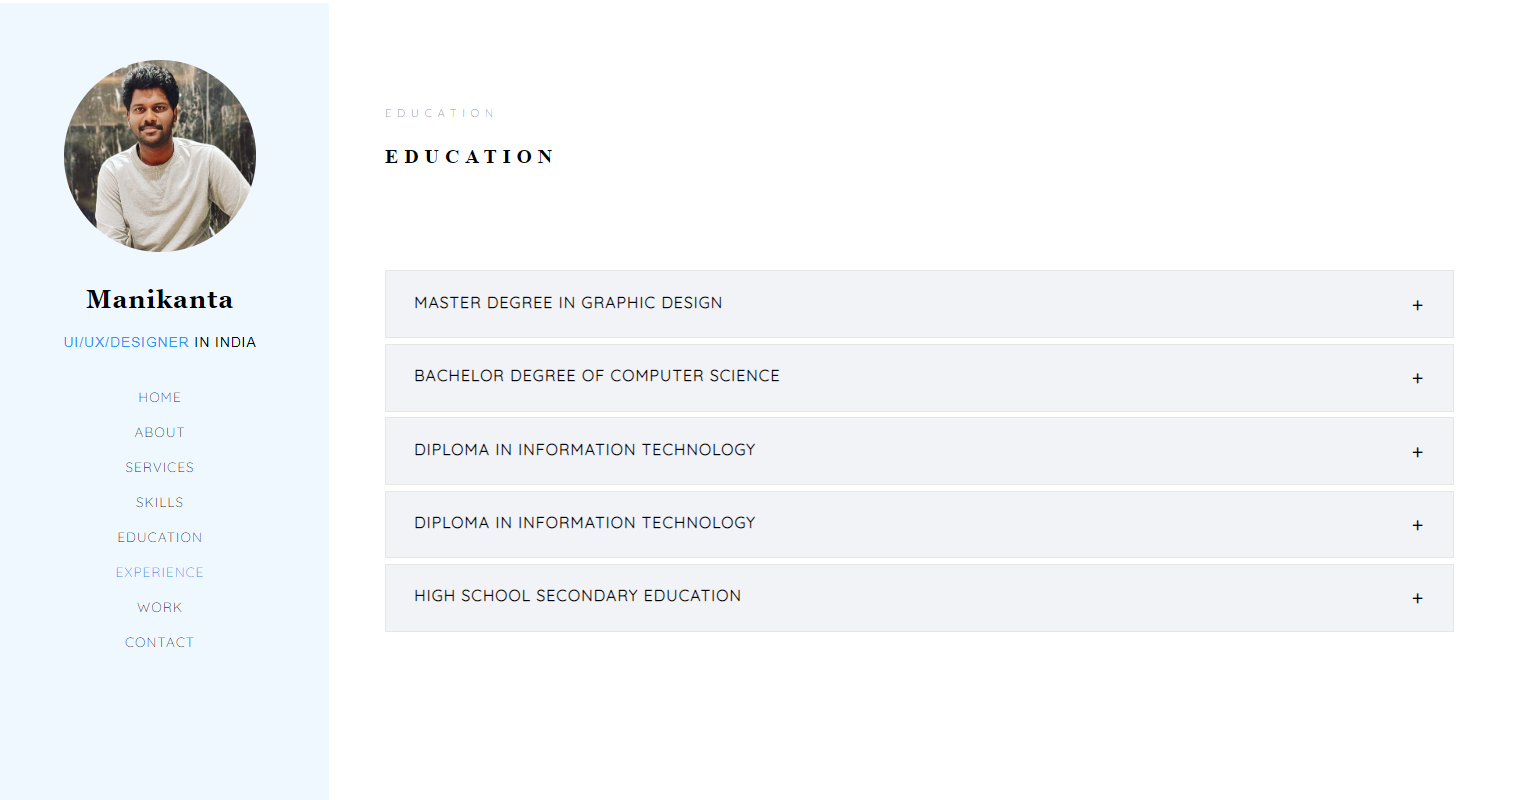 Manikanta
UI/UX/DESIGNER IN INDIA
HOME
ABOUT
SERVICES
SKILLS
EDUCATION
EXPERIENCE
WORK
CONTACT
EDUCATION
EDUCATION
MASTER DEGREE IN GRAPHIC DESIGN +
BACHELOR DEGREE OF COMPUTER SCIENCE +
DIPLOMA IN INFORMATION TECHNOLOGY +
DIPLOMA IN INFORMATION TECHNOLOGY +
HIGH SCHOOL SECONDARY EDUCATION +